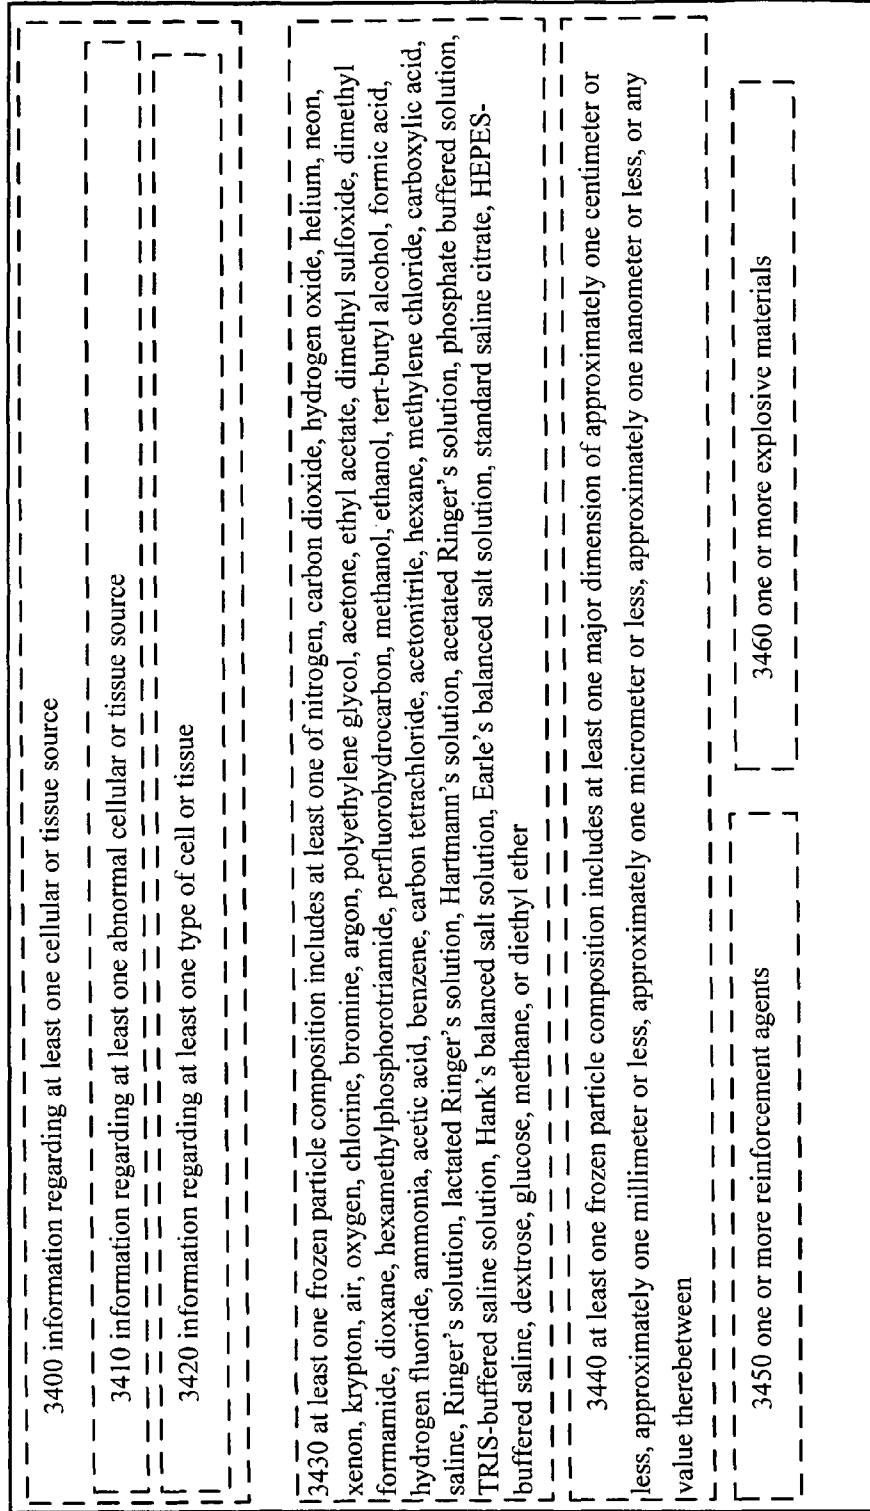 3400 information regarding at least one cellular or tissue source
3410 information regarding at least one abnormal cellular or tissue source
3420 information regarding at least one type of cell or tissue
3430 at least one frozen particle composition includes at least one of nitrogen, carbon dioxide, hydrogen oxide, helium, neon,
xenon, krypton, air, oxygen, chlorine, bromine, argon, polyethylene glycol, acetone, ethyl acetate, dimethyl sulfoxide, dimethyl
formamide, dioxane, hexamethylphosphorotriamide, perfluorohydrocarbon, methanol, ethanol, tert-butyl alcohol, formic acid,
hydrogen fluoride, ammonia, acetic acid, benzene, carbon tetrachloride, acetonitrile, hexane, methylene chloride, carboxylic acid,
saline, Ringer's solution, lactated Ringer's solution, Hartmann's solution, acetated Ringer's solution, phosphate buffered solution,
TRIS-buffered saline solution, Hank's balanced salt solution, Earle's balanced salt solution, standard saline citrate, HEPES-
buffered saline, dextrose, glucose, methane, or diethyl ether
3440 at least one frozen particle composition includes at least one major dimension of approximately one centimeter or
less, approximately one millimeter or less, approximately one micrometer or less, approximately one nanometer or less, or any
value therebetween
3450 one or more reinforcement agents
3460 one or more explosive materials